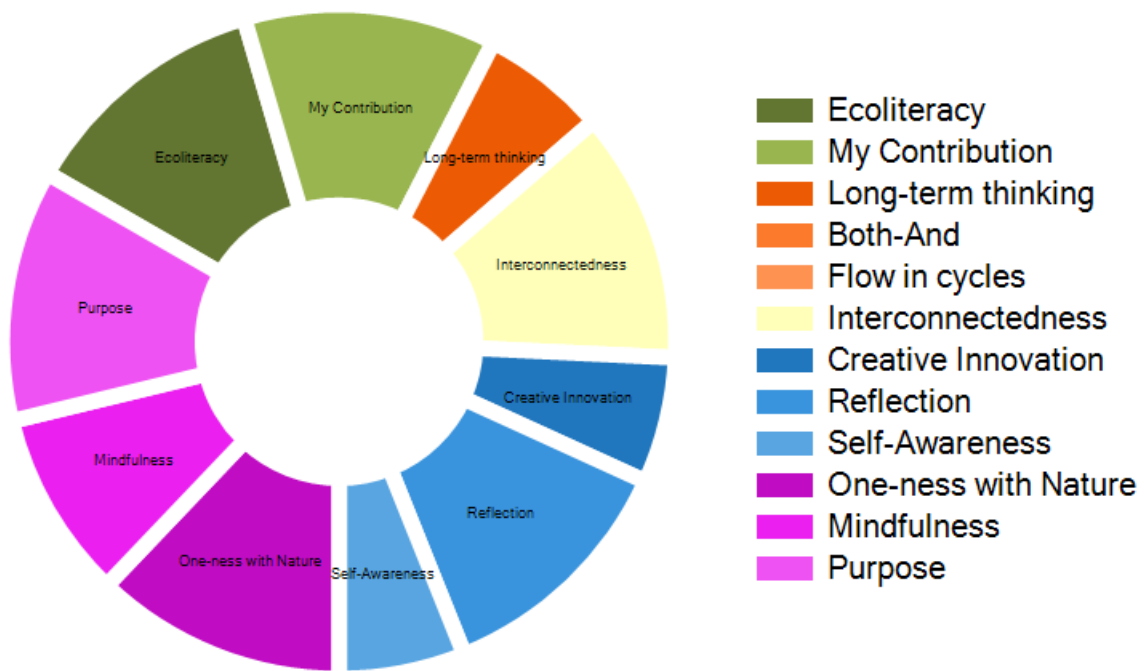 My Contribution
Ecoliteracy
Long-term thinking
Interconnectedness
Purpose
Creative Innovation
Mindfulness
Reflection
One-ness with Nature
Self-Awareness
Ecoliteracy
My Contribution
Long-term thinking
Both-And
Flow in cycles
Interconnectedness
Creative Innovation
Reflection
Self-Awareness
One-ness with Nature
Mindfulness
Purpose